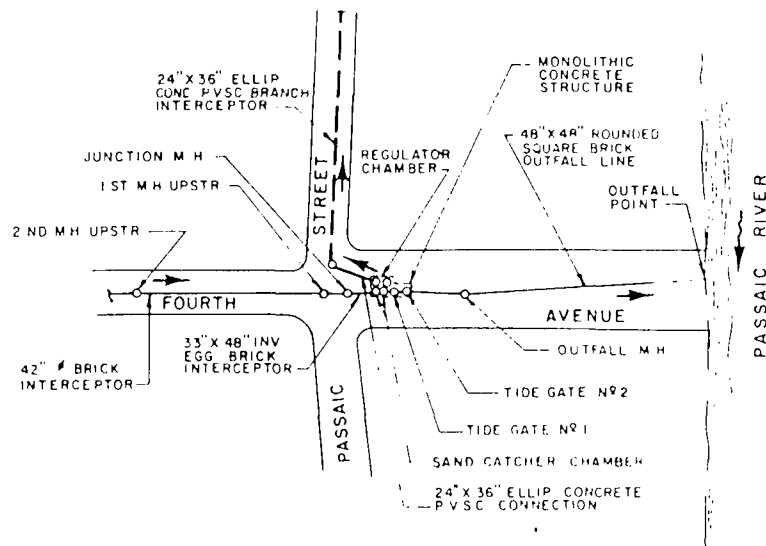 24" X 36" ELLIP
CONC PVSC BRANCH
INTERCEPTOR
MONOLITHIC
CONCRETE
STRUCTURE
48" X 48" ROUNDED
SQUARE BRICK
OUTFALL LINE
JUNCTION M H
1 ST M H UPSTR
2 ND M H UPSTR
REGULATOR
CHAMBER
OUTFALL
POINT
STREET
PASSAIC RIVER
FOURTH
AVENUE
42" ø BRICK
INTERCEPTOR
33" X 48" INV
EGG BRICK
INTERCEPTOR
PASSAIC
OUTFALL M H
TIDE GATE Nº 2
TIDE GATE Nº 1
SAND CATCHER CHAMBER
24" X 36" ELLIP CONCRETE
P.V.S.C CONNECTION